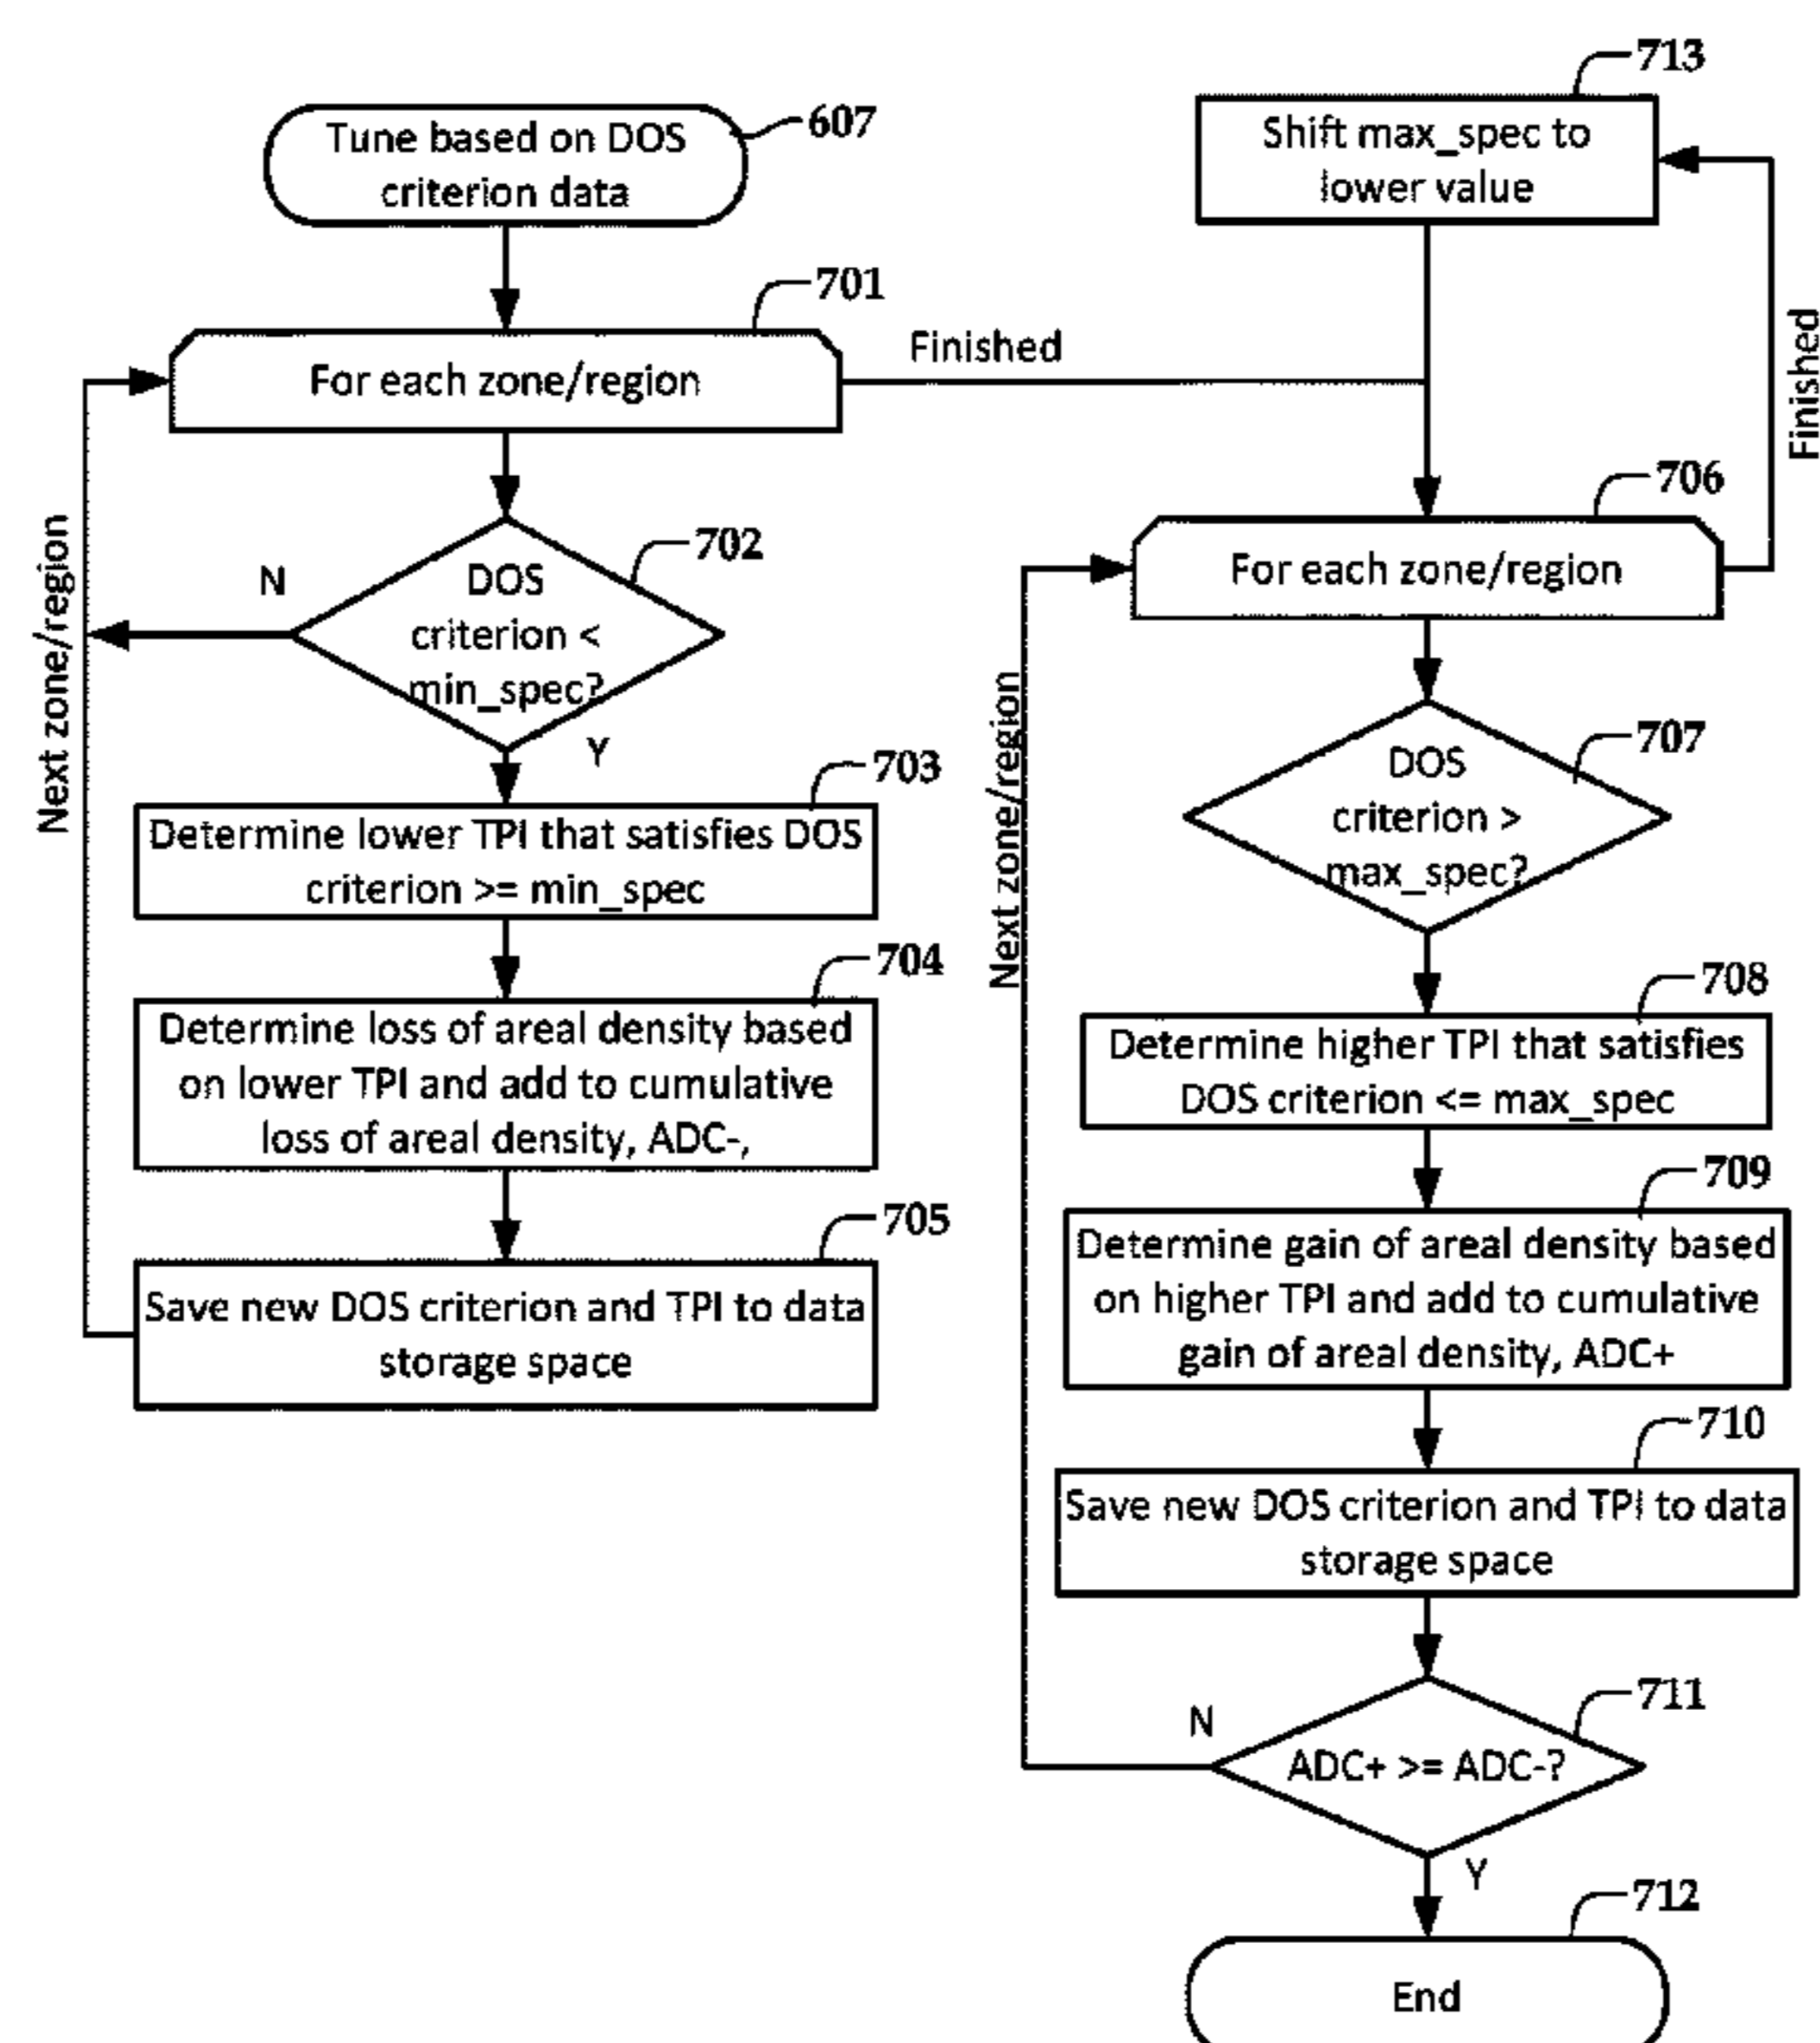 607
Tune based on DOS
criterion data
701
For each zone/region
Finished
Next zone/region
702
N
DOS
criterion <
min_spec?
Y
703
Determine lower TPI that satisfies DOS
criterion >= min_spec
704
Determine loss of areal density based
on lower TPI and add to cumulative
loss of areal density, ADC-,
705
Save new DOS criterion and TPI to data
storage space
713
Shift max_spec to
lower value
Finished
706
For each zone/region
Next zone/region
707
DOS
criterion >
max_spec?
708
Determine higher TPI that satisfies
DOS criterion <= max_spec
709
Determine gain of areal density based
on higher TPI and add to cumulative
gain of areal density, ADC+
710
Save new DOS criterion and TPI to data
storage space
711
N
ADC+ >= ADC-?
Y
712
End